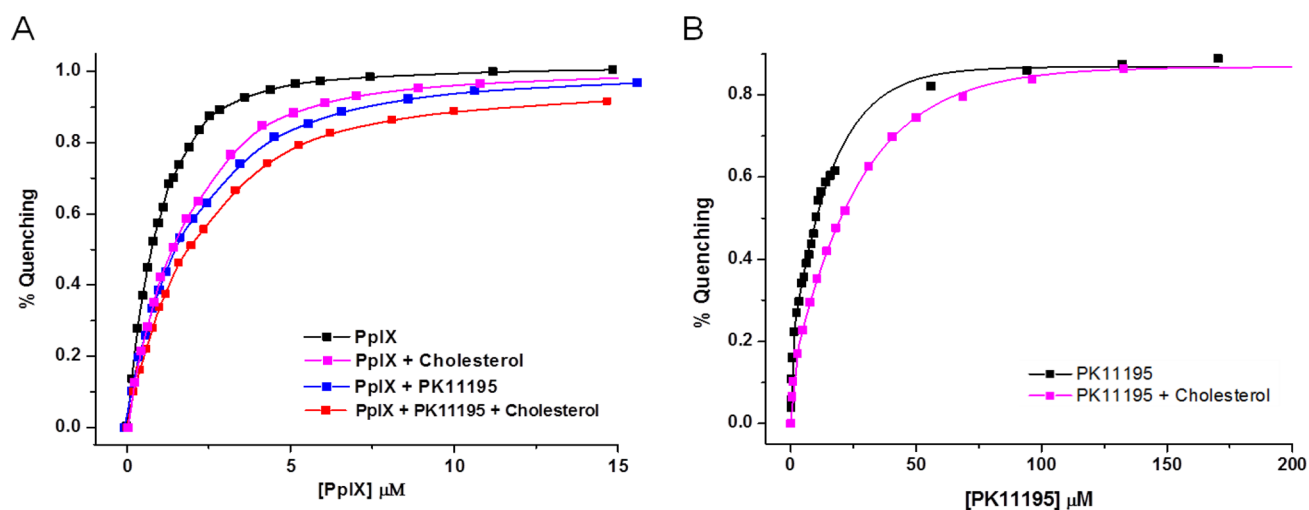 A
% Quenching
1.0
0.8
0.6
0.4
0.2
0.0
PpIX
PpIX + Cholesterol
PpIX + PK11195
PpIX + PK11195 + Cholesterol
0
5
10
15
[PpIX] μM
B
% Quenching
0.8
0.6
0.4
0.2
0.0
PK11195
PK11195 + Cholesterol
0
50
100
150
200
[PK11195] μM